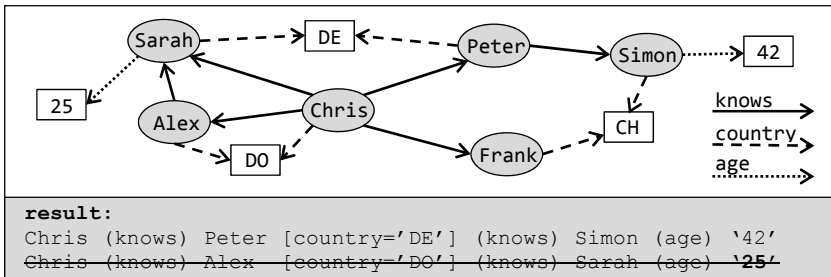 Sarah
DE
Peter
Simon
42
25
Alex
Chris
knows
country
age
DO
Frank
CH
result:
Chris (knows) Peter [country='DE'] (knows) Simon (age) ‘42’
Chris (knows) Alex [country='DO'] (knows) Sarah (age) ‘25’